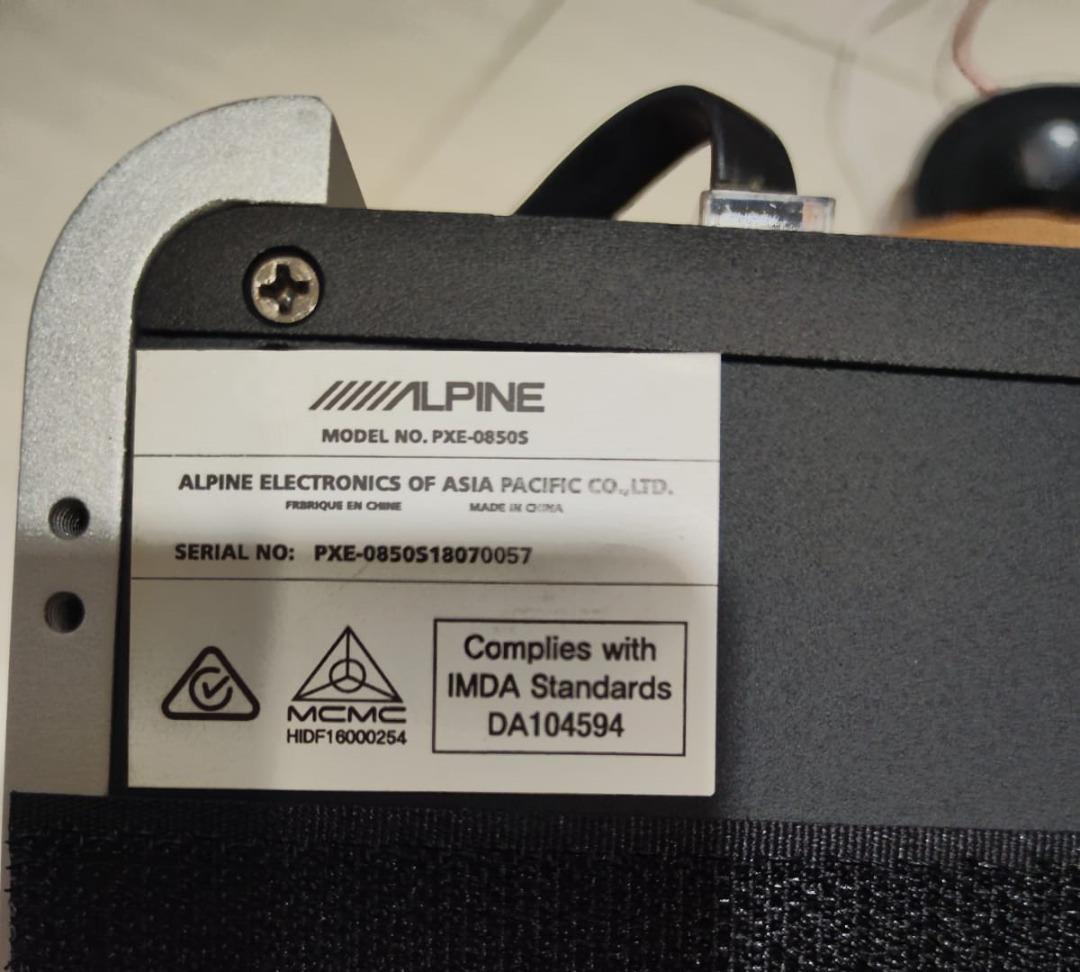 ALPINE
MODEL NO. PXE-0850S
ALPINE ELECTRONICS OF ASIA PACIFIC CO.,LTD.
FRBRIQUE EN CHINE MADE IN CHINA
SERIAL NO: PXE-0850S18070057
MCMC
HIDF16000254
Complies with
IMDA Standards
DA104594